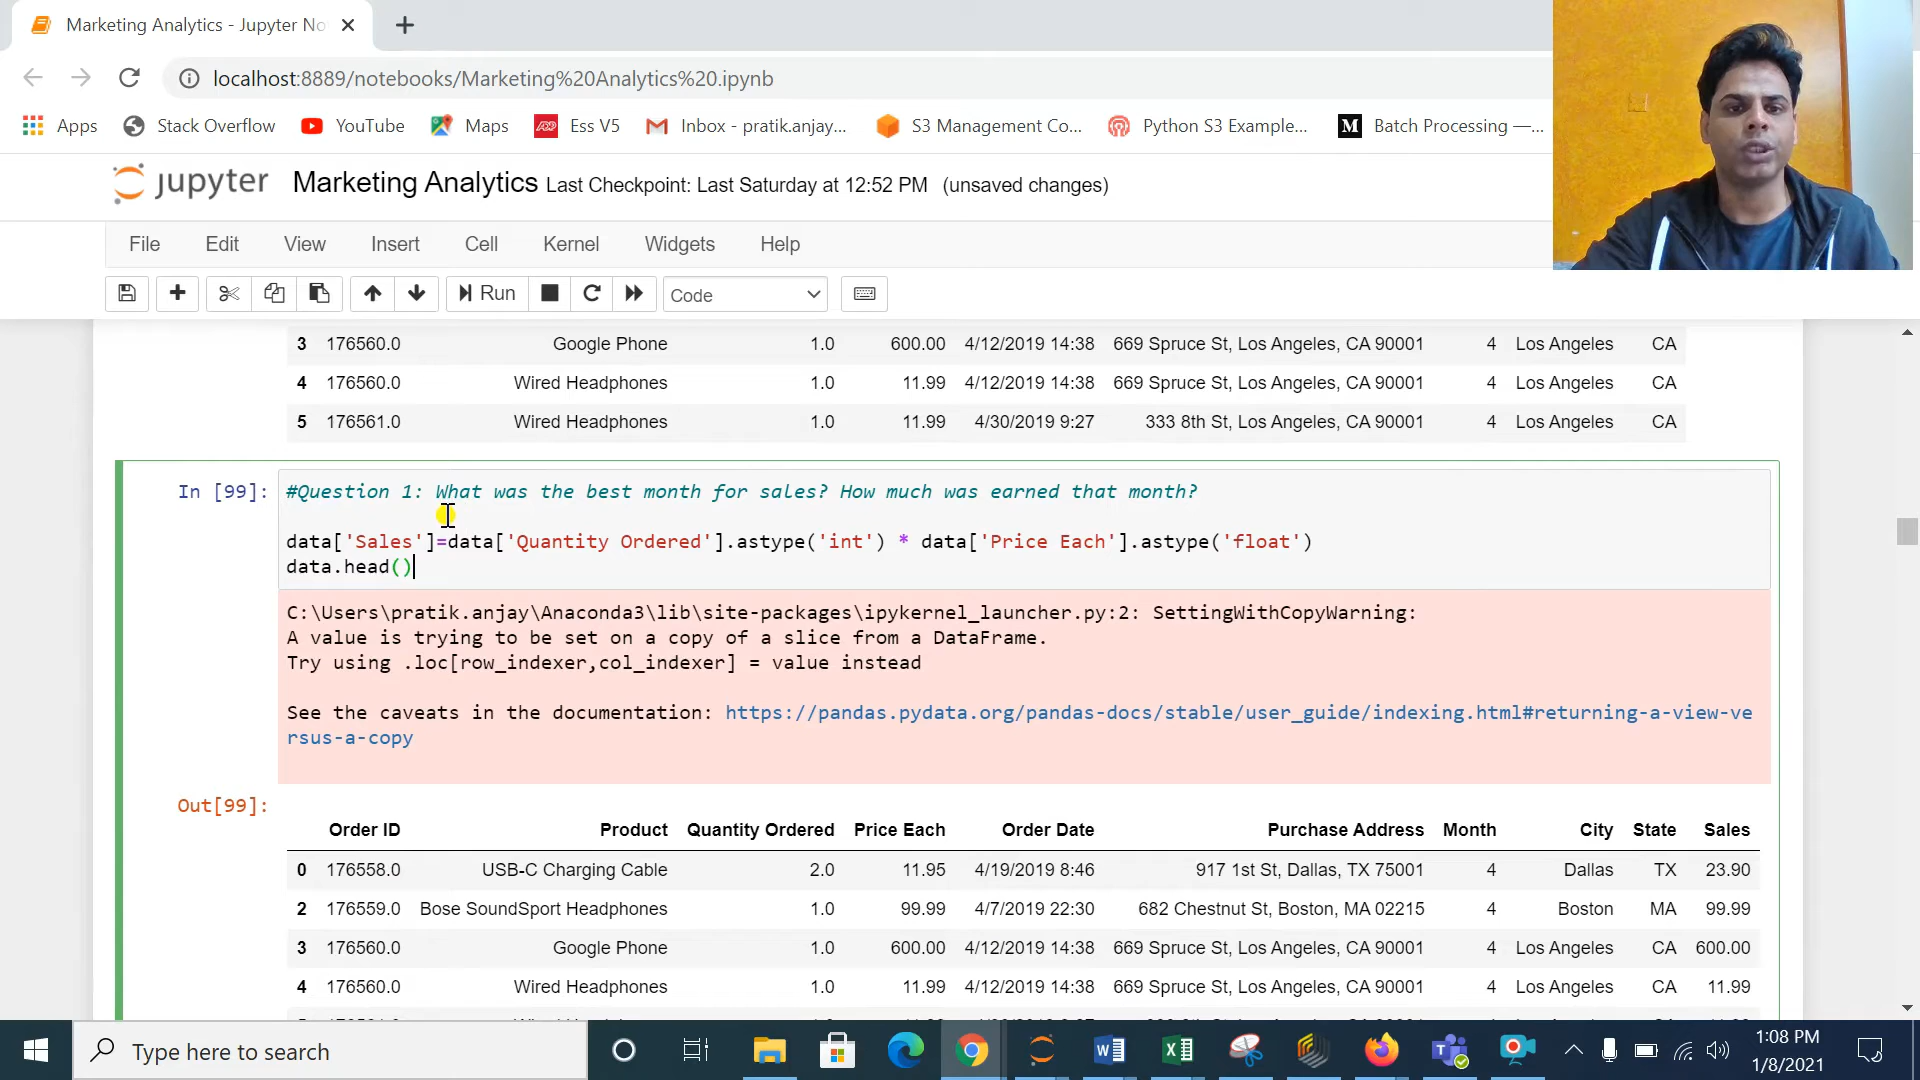 Marketing Analytics - Jupyter No
localhost:8889/notebooks/Marketing%20Analytics%20.ipynb
Apps Stack Overflow YouTube Maps Ess V5 Inbox - pratik.anjay... S3 Management Co... Python S3 Example... M Batch Processing —...
jupyter Marketing Analytics Last Checkpoint: Last Saturday at 12:52 PM (unsaved changes)
File Edit View Insert Cell Kernel Widgets Help
Run Code
3 176560.0 Google Phone 1.0 600.00 4/12/2019 14:38 669 Spruce St, Los Angeles, CA 90001 4 Los Angeles CA
4 176560.0 Wired Headphones 1.0 11.99 4/12/2019 14:38 669 Spruce St, Los Angeles, CA 90001 4 Los Angeles CA
5 176561.0 Wired Headphones 1.0 11.99 4/30/2019 9:27 333 8th St, Los Angeles, CA 90001 4 Los Angeles CA
In [99]: #Question 1: What was the best month for sales? How much was earned that month?
data['Sales']=data['Quantity Ordered'].astype('int') * data['Price Each'].astype('float')
data.head()
C:\Users\pratik.anjay\Anaconda3\lib\site-packages\ipykernel_launcher.py:2: SettingWithCopyWarning:
A value is trying to be set on a copy of a slice from a DataFrame.
Try using .loc[row_indexer,col_indexer] = value instead
See the caveats in the documentation: https://pandas.pydata.org/pandas-docs/stable/user_guide/indexing.html#returning-a-view-ve
rsus-a-copy
Out[99]:
Order ID Product Quantity Ordered Price Each Order Date Purchase Address Month City State Sales
0 176558.0 USB-C Charging Cable 2.0 11.95 4/19/2019 8:46 917 1st St, Dallas, TX 75001 4 Dallas TX 23.90
2 176559.0 Bose SoundSport Headphones 1.0 99.99 4/7/2019 22:30 682 Chestnut St, Boston, MA 02215 4 Boston MA 99.99
3 176560.0 Google Phone 1.0 600.00 4/12/2019 14:38 669 Spruce St, Los Angeles, CA 90001 4 Los Angeles CA 600.00
4 176560.0 Wired Headphones 1.0 11.99 4/12/2019 14:38 669 Spruce St, Los Angeles, CA 90001 4 Los Angeles CA 11.99
Type here to search
1:08 PM
1/8/2021